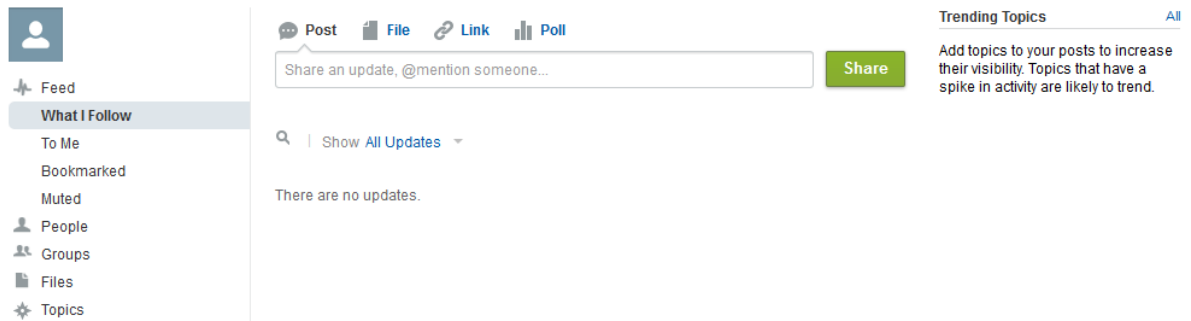 Feed
What I Follow
To Me
Bookmarked
Muted
People
Groups
Files
Topics
Post File Link Poll
Share an update, @mention someone...
Share
Show All Updates
There are no updates.
Trending Topics All
Add topics to your posts to increase
their visibility. Topics that have a
spike in activity are likely to trend.